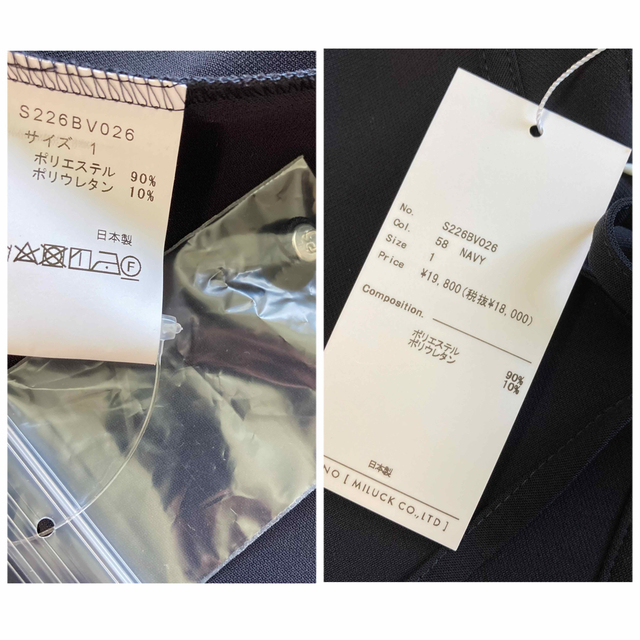 S226BV026
サイズ 1
ポリエステル 90%
ポリウレタン 10%
日本製
No. S226BV026
Col. 58 NAVY
Size 1
Price ¥19,800(税抜¥18,000)
Composition.
ポリエステル 90%
ポリウレタン 10%
日本製
NO [ MILUCK CO.,LTD ]